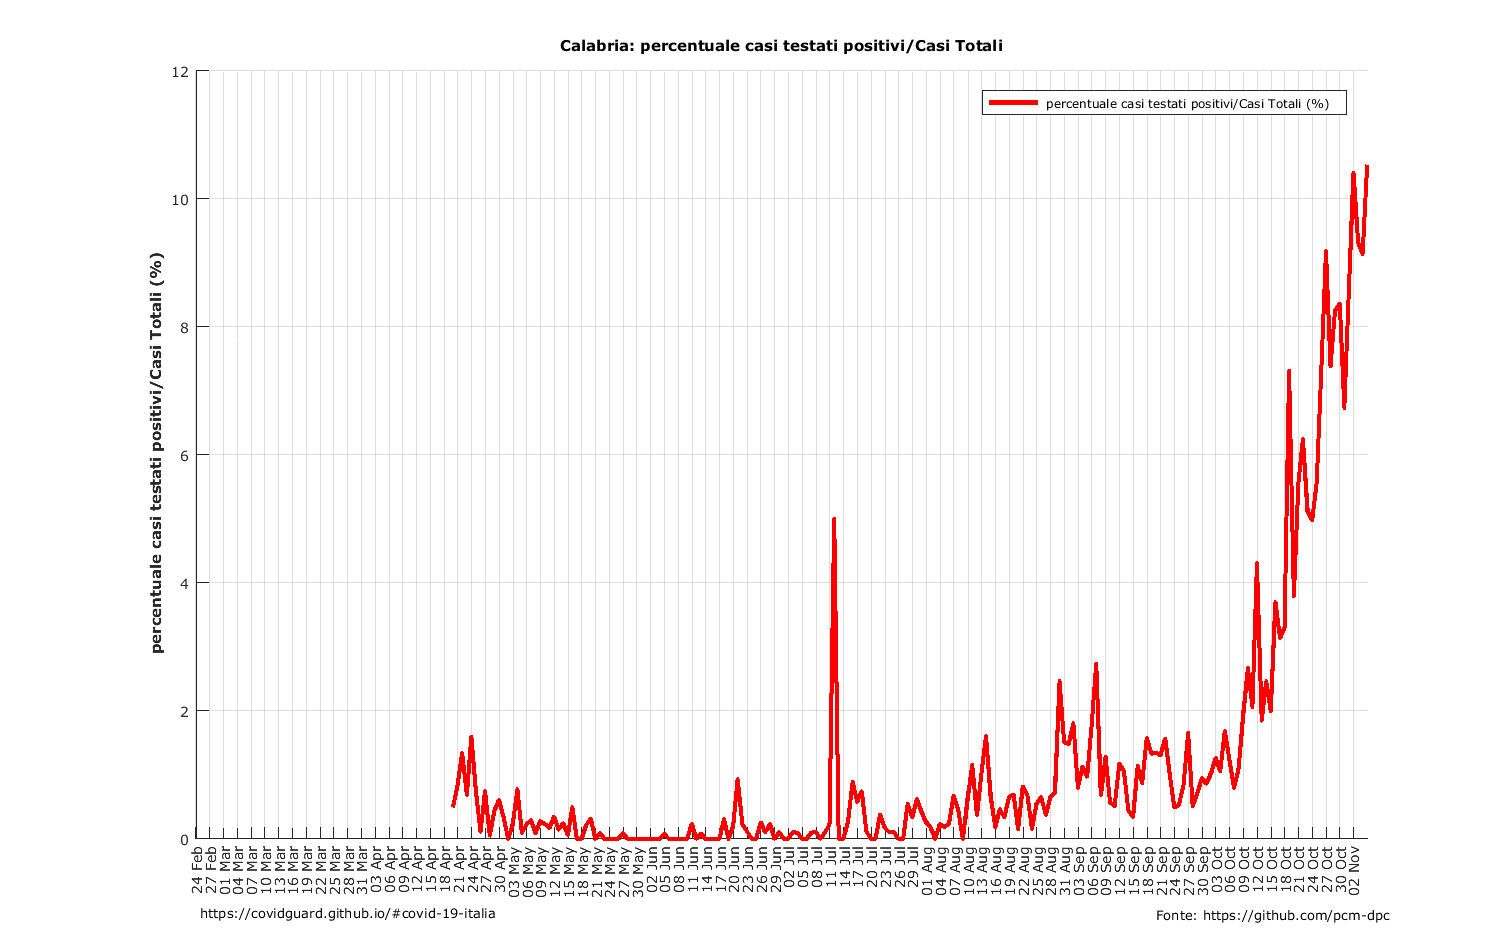 Calabria: percentuale casi testati positivi/Casi Totali
percentuale casi testati positivi/Casi Totali (%)
percentuale casi testati positivi/Casi Totali (%)
12
10
8
6
4
2
0
24 Feb
27 Feb
01 Mar
04 Mar
07 Mar
10 Mar
13 Mar
16 Mar
19 Mar
22 Mar
25 Mar
28 Mar
31 Mar
03 Apr
06 Apr
09 Apr
12 Apr
15 Apr
18 Apr
21 Apr
24 Apr
27 Apr
30 Apr
03 May
06 May
09 May
12 May
15 May
18 May
21 May
24 May
27 May
30 May
02 Jun
05 Jun
08 Jun
11 Jun
14 Jun
17 Jun
20 Jun
23 Jun
26 Jun
29 Jun
02 Jul
05 Jul
08 Jul
11 Jul
14 Jul
17 Jul
20 Jul
23 Jul
26 Jul
29 Jul
01 Aug
04 Aug
07 Aug
10 Aug
13 Aug
16 Aug
19 Aug
22 Aug
25 Aug
28 Aug
31 Aug
03 Sep
06 Sep
09 Sep
12 Sep
15 Sep
18 Sep
21 Sep
24 Sep
27 Sep
30 Sep
03 Oct
06 Oct
09 Oct
12 Oct
15 Oct
18 Oct
21 Oct
24 Oct
27 Oct
30 Oct
02 Nov
https://covidguard.github.io/#covid-19-italia
Fonte: https://github.com/pcm-dpc